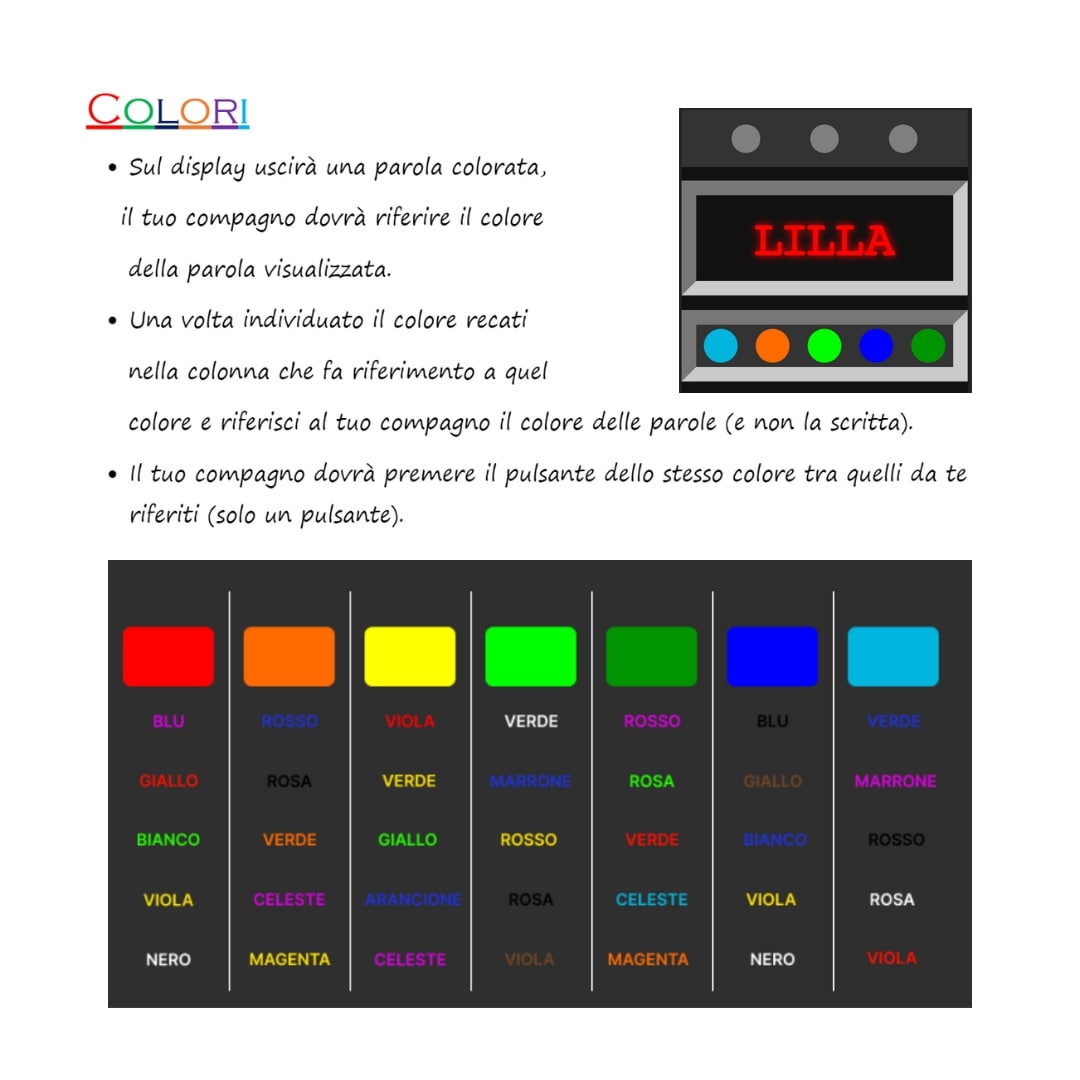 COLORI
• Sul display uscirà una parola colorata,
il tuo compagno dovrà riferire il colore
della parola visualizzata.
LILLA
• Una volta individuato il colore recati
nella colonna che fa riferimento a quel
colore e riferisci al tuo compagno il colore delle parole (e non la scritta).
• Il tuo compagno dovrà premere il pulsante dello stesso colore tra quelli da te
riferiti (solo un pulsante).
BLU ROSSO VIOLA VERDE ROSSO BLU VERDE
GIALLO ROSA VERDE MARRONE ROSA GIALLO MARRONE
BIANCO VERDE GIALLO ROSSO VERDE BIANCO ROSSO
VIOLA CELESTE ARANCIONE ROSA CELESTE VIOLA ROSA
NERO MAGENTA CELESTE VIOLA MAGENTA NERO VIOLA